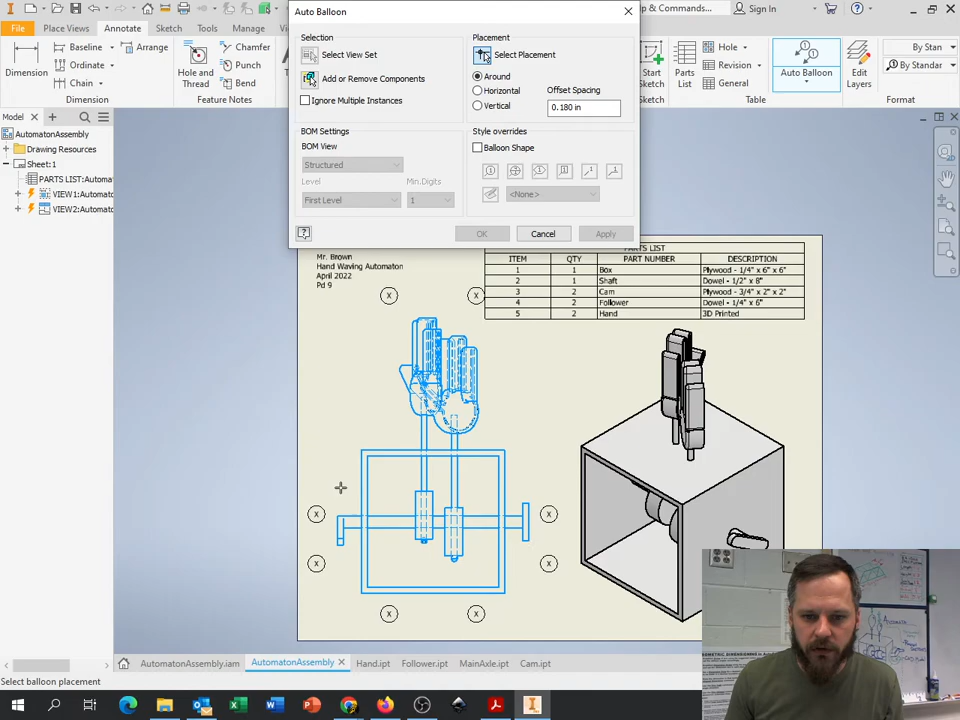 & Commands...
Sign In
File
Place Views
Annotate
Sketch
Tools
Manage
Dimension
Baseline
Ordinate
Arrange
Dimension
Hole and
Thread
Chamfer
Punch
Bend
Feature Notes
Start
Sketch
Parts
List
Hole
Revision
General
Table
Auto Balloon
Edit
Layers
By Stan
By Standar
Format
Auto Balloon
Selection
Select View Set
Add or Remove Components
Ignore Multiple Instances
BOM Settings
BOM View
Structured
Level
Min.Digits
First Level
1
Placement
Select Placement
Around
Horizontal
Vertical
Offset Spacing
0.180 in
Style overrides
Balloon Shape
<None>
OK
Cancel
Apply
Model
AutomatonAssembly
Drawing Resources
Sheet:1
PARTS LIST:Automa
VIEW1:Automato
VIEW2:Automato
Mr. Brown
Hand Waving Automaton
April 2022
Pd 9
PARTS LIST
ITEM QTY PART NUMBER DESCRIPTION
1 1 Box Plywood - 1/4" x 6" x 6"
2 1 Shaft Dowel - 1/2" x 8"
3 2 Cam Plywood - 3/4" x 2" x 2"
4 2 Follower Dowel - 1/4" x 6"
5 2 Hand 3D Printed
X X
X X
X X
X X
AutomatonAssembly.iam
AutomatonAssembly
Hand.ipt
Follower.ipt
MainAxle.ipt
Cam.ipt
Select balloon placement